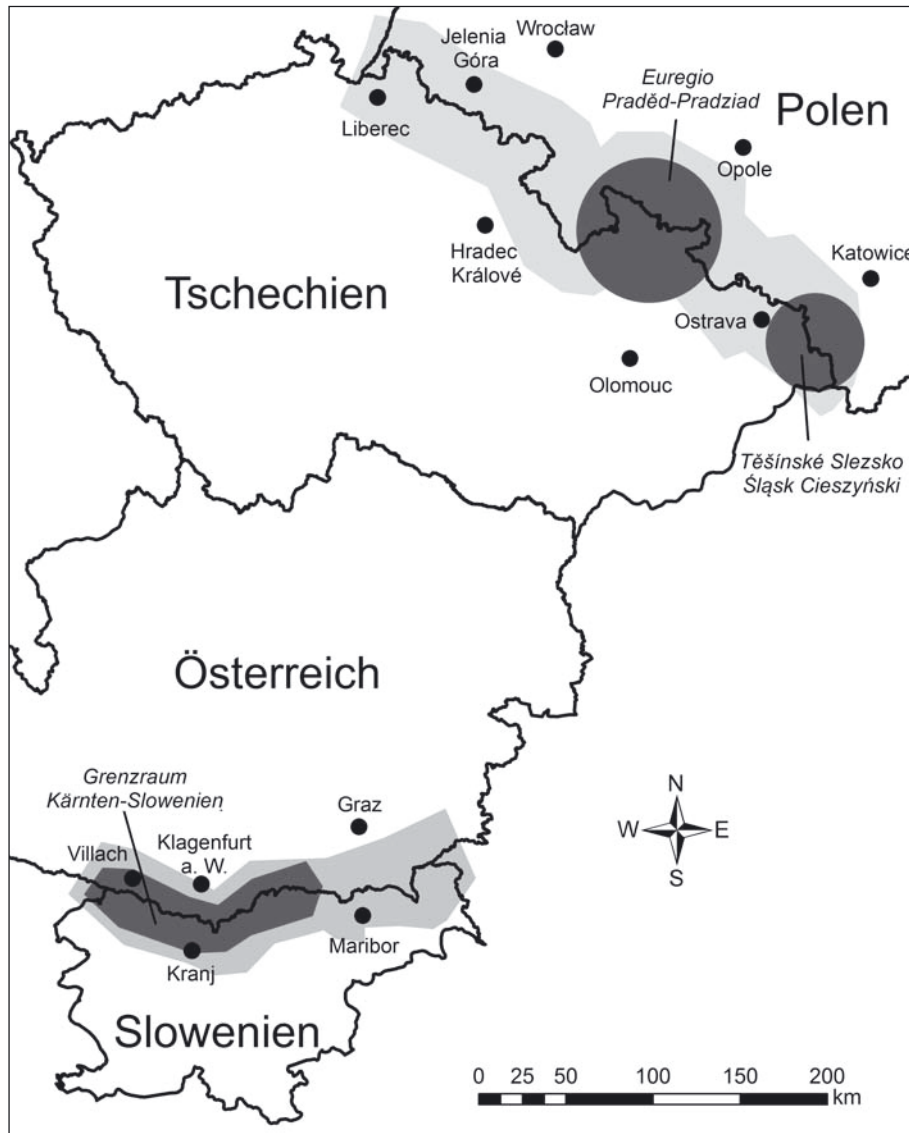 Wrocław
Jelenia
Góra
Euregio
Praděd-Pradziad
Polen
Liberec
Opole
Hradec
Králové
Katowice
Tschechien
Ostrava
Olomouc
Těšínské Slezsko
Śląsk Cieszyński
Österreich
Grenzraum
Kärnten-Slowenien
Graz
Villach
Klagenfurt
a. W.
N
W
E
S
Maribor
Kranj
Slowenien
0 25 50 100 150 200
km